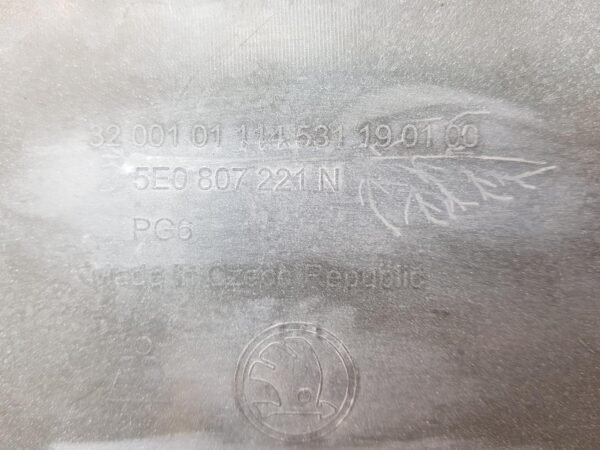 32 001 01 114 531 19 01 00
5E0 807 221 N
PG6
Made in Czech Republic